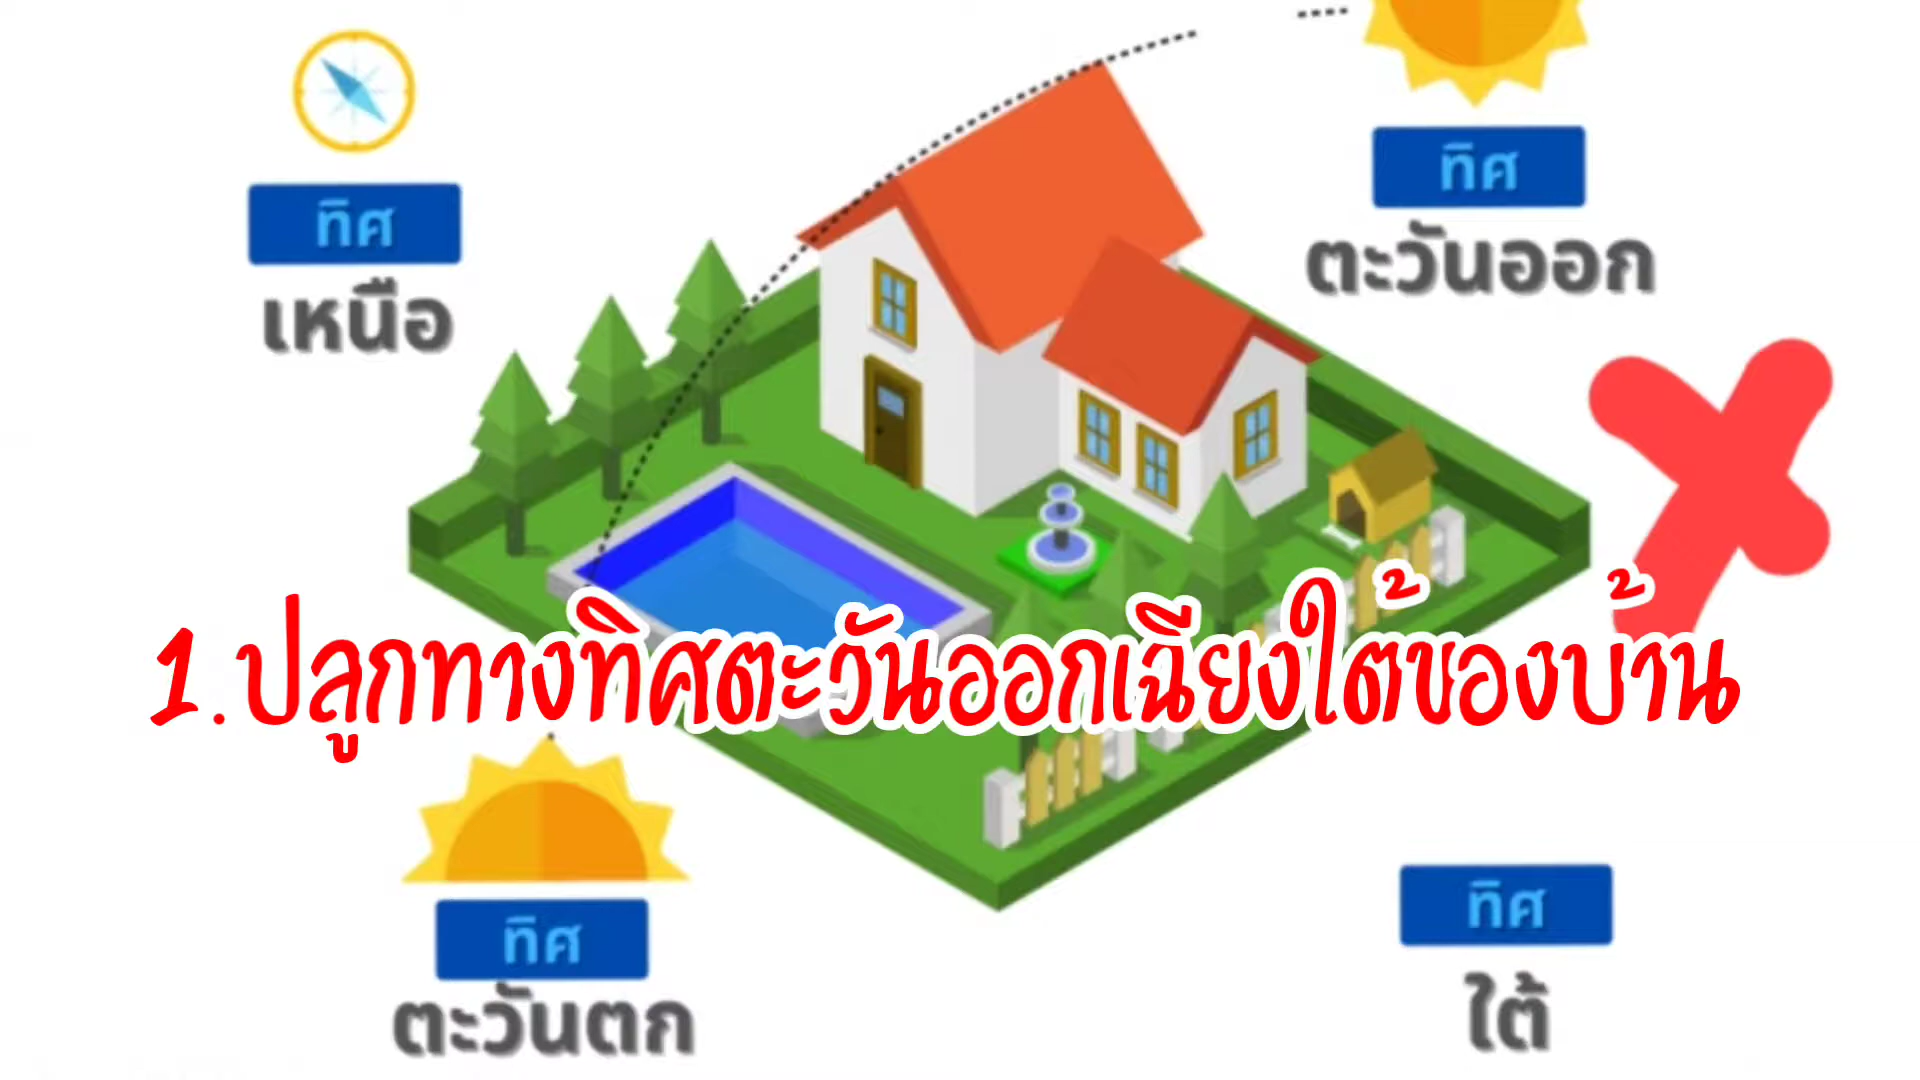 ทิศ
เหนือ
ทิศ
ตะวันออก
1.ปลูกทางทิศตะวันออกเฉียงใต้ของบ้าน
ทิศ
ตะวันตก
ทิศ
ใต้